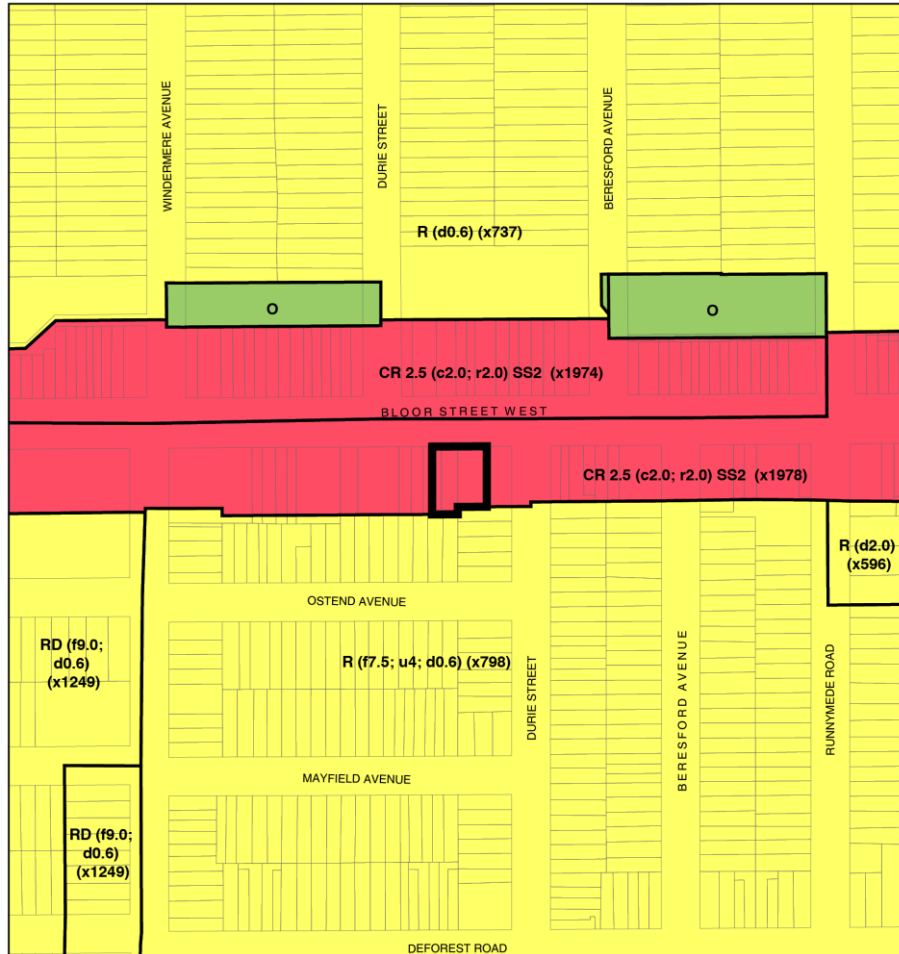 WINDERMERE AVENUE
DURIE STREET
BERESFORD AVENUE
R (d0.6) (x737)
O
O
CR 2.5 (c2.0; r2.0) SS2 (x1974)
BLOOR STREET WEST
CR 2.5 (c2.0; r2.0) SS2 (x1978)
R (d2.0)
(x596)
OSTEND AVENUE
RD (f9.0;
d0.6)
(x1249)
R (f7.5; u4; d0.6) (x798)
DURIE STREET
BERESFORD AVENUE
RUNNYMEDE ROAD
MAYFIELD AVENUE
RD (f9.0;
d0.6)
(x1249)
DEFOREST ROAD